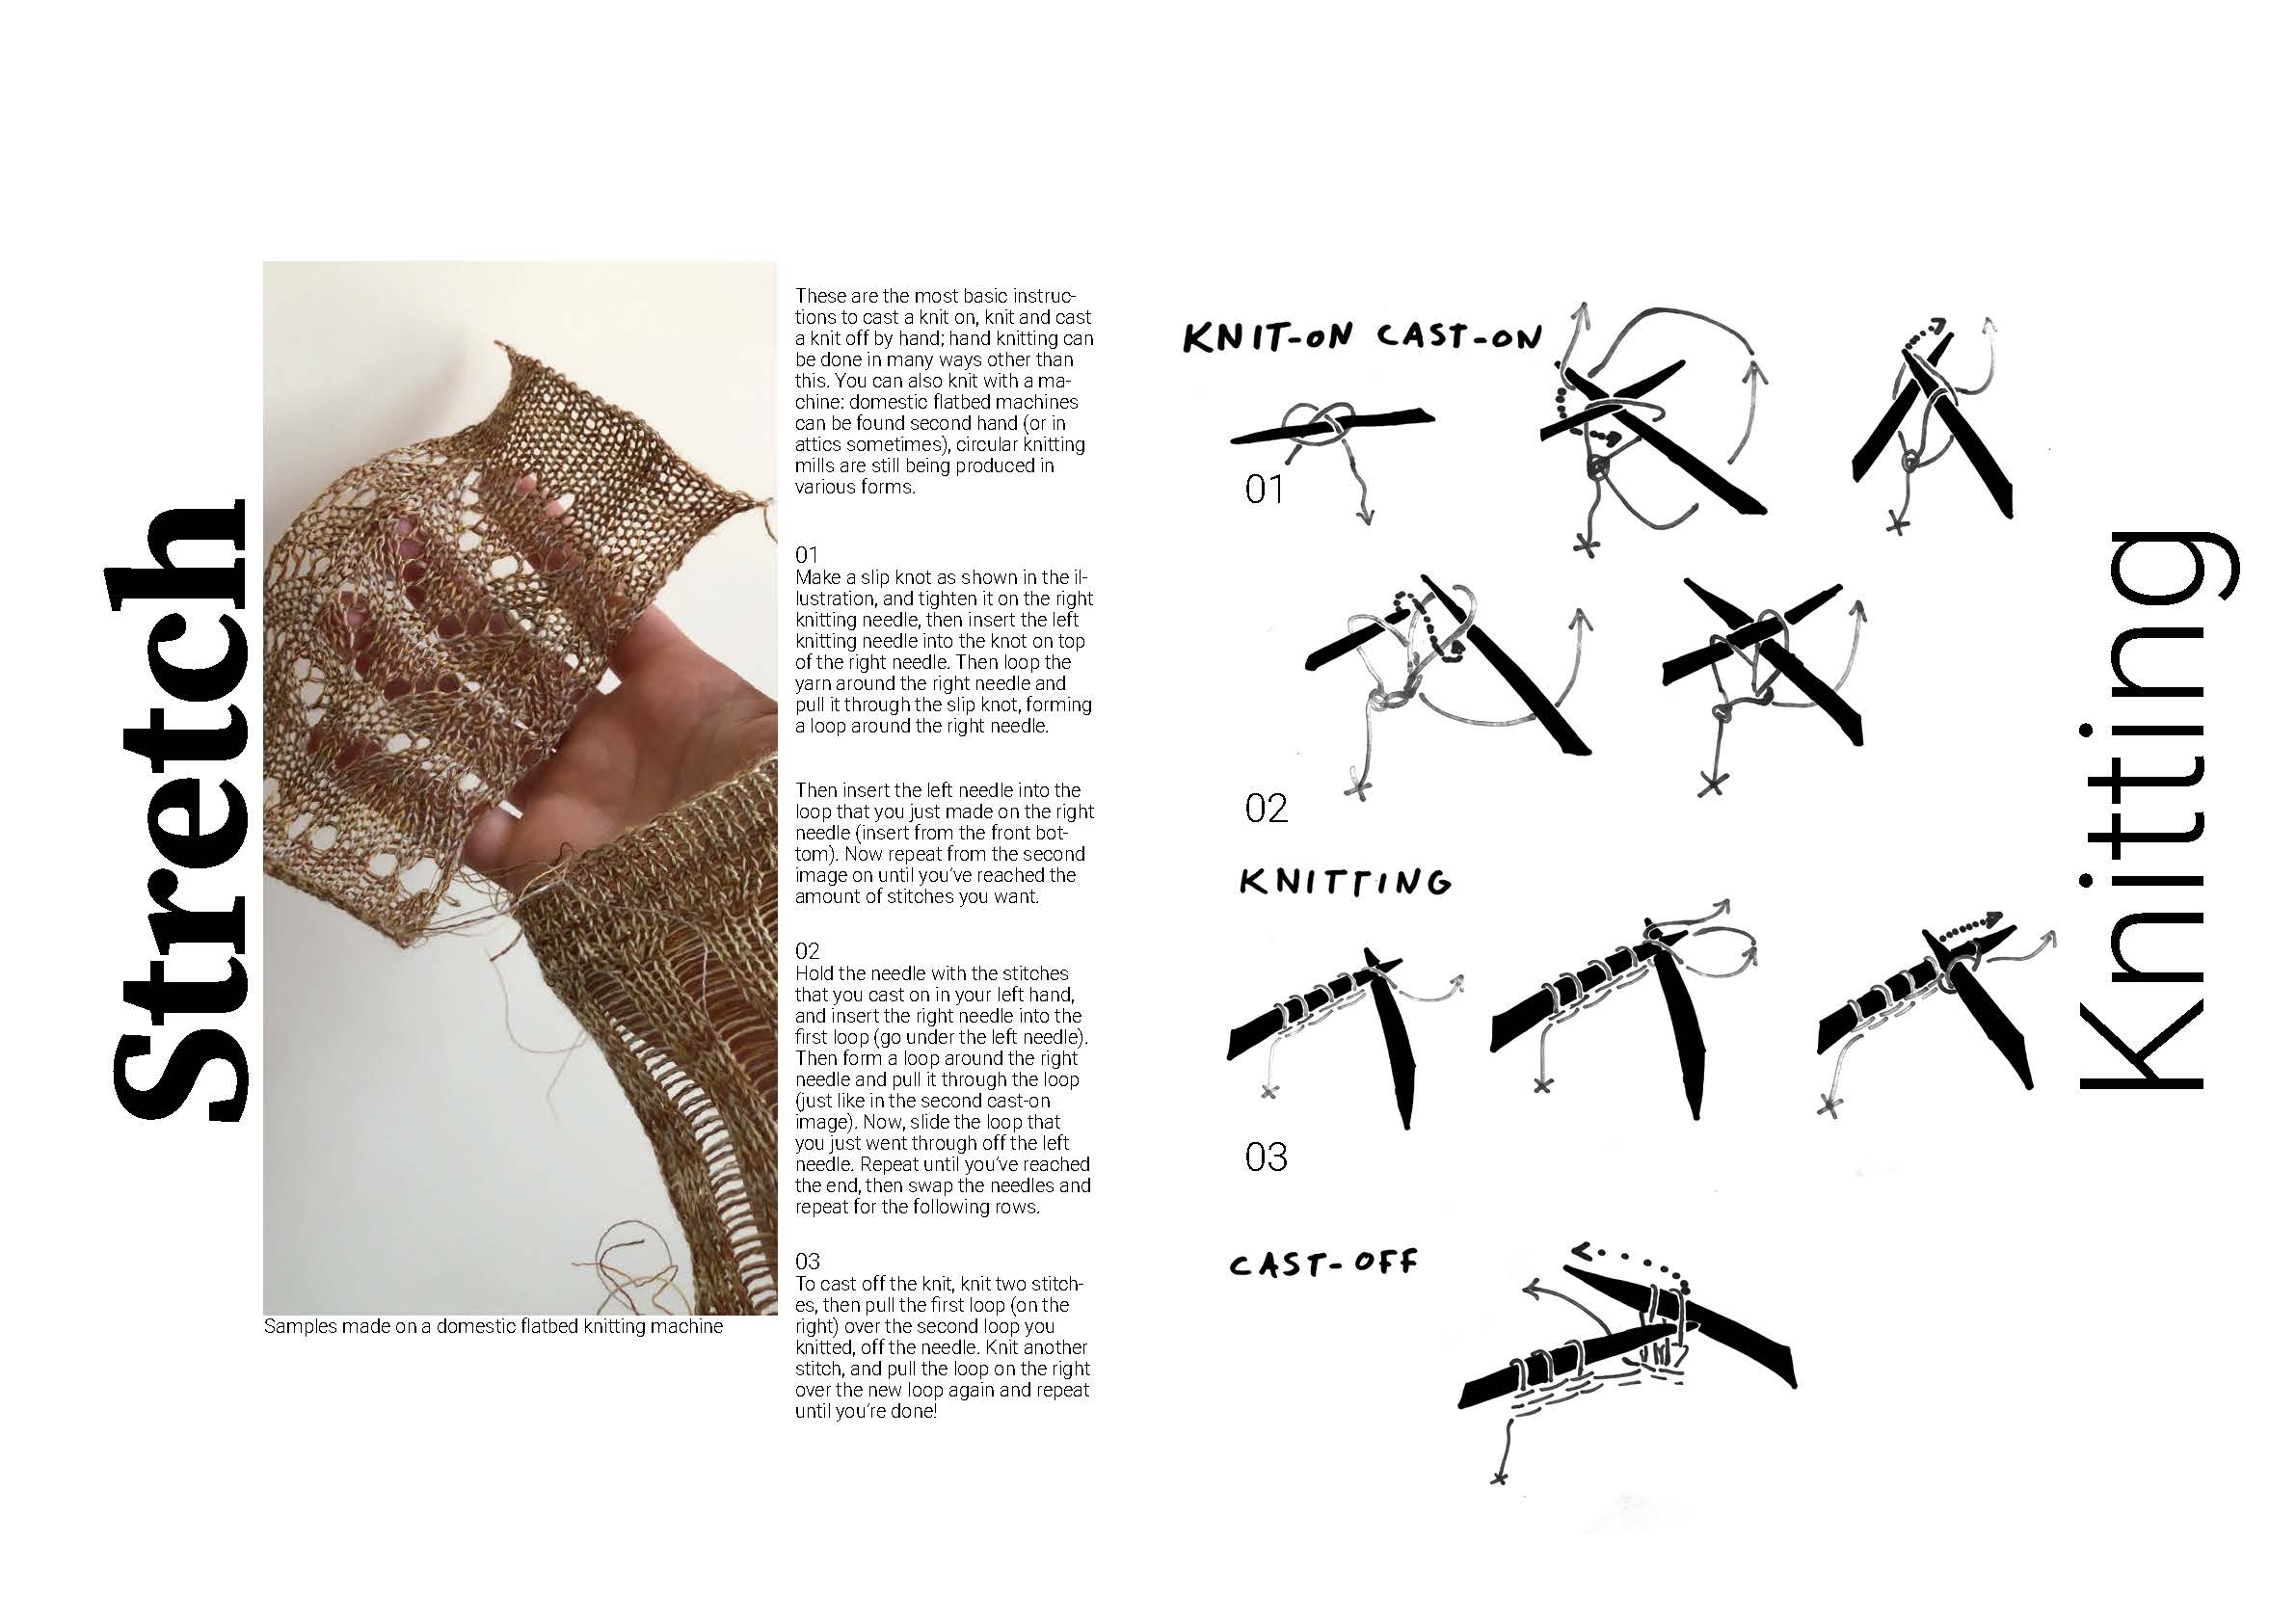 Stretch
These are the most basic instruc-
tions to cast a knit on, knit and cast
a knit off by hand; hand knitting can
be done in many ways other than
this. You can also knit with a ma-
chine: domestic flatbed machines
can be found second hand (or in
attics sometimes), circular knitting
mills are still being produced in
various forms.
01
Make a slip knot as shown in the il-
lustration, and tighten it on the right
knitting needle, then insert the left
knitting needle into the knot on top
of the right needle. Then loop the
yarn around the right needle and
pull it through the slip knot, forming
a loop around the right needle.
Then insert the left needle into the
loop that you just made on the right
needle (insert from the front bot-
tom). Now repeat from the second
image on until you've reached the
amount of stitches you want.
02
Hold the needle with the stitches
that you cast on in your left hand,
and insert the right needle into the
first loop (go under the left needle).
Then form a loop around the right
needle and pull it through the loop
(just like in the second cast-on
image). Now, slide the loop that
you just went through off the left
needle. Repeat until you've reached
the end, then swap the needles and
repeat for the following rows.
03
To cast off the knit, knit two stitch-
es, then pull the first loop (on the
right) over the second loop you
knitted, off the needle. Knit another
stitch, and pull the loop on the right
over the new loop again and repeat
until you're done!
Samples made on a domestic flatbed knitting machine
KNIT-ON CAST-ON
01
02
KNITTING
03
CAST-OFF
Knitting